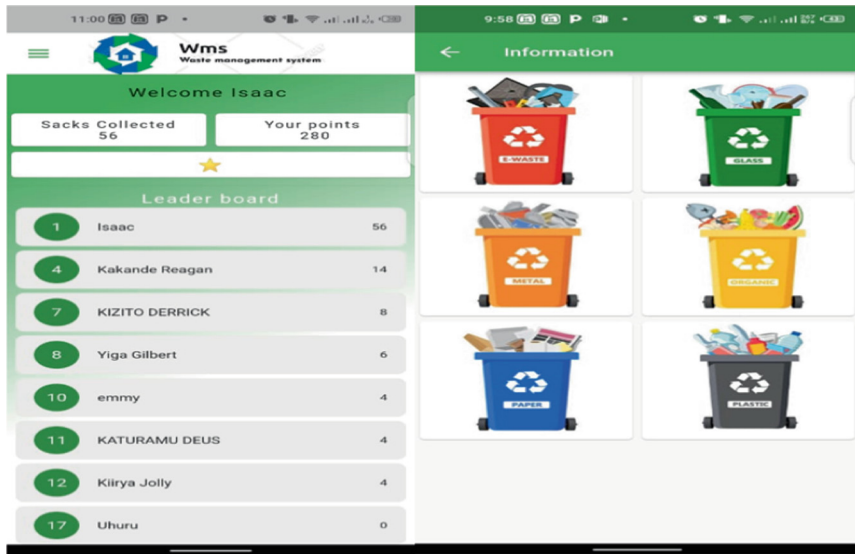 11:00
Wms
Waste management system
Welcome Isaac
Sacks Collected
56
Your points
280
Leader board
1 Isaac 56
4 Kakande Reagan 14
7 KIZITO DERRICK 8
8 Yiga Gilbert 6
10 emmy 4
11 KATURAMU DEUS 4
12 Kiirya Jolly 4
17 Uhuru 0
9:58
Information
E-WASTE
GLASS
METAL
ORGANIC
PAPER
PLASTIC